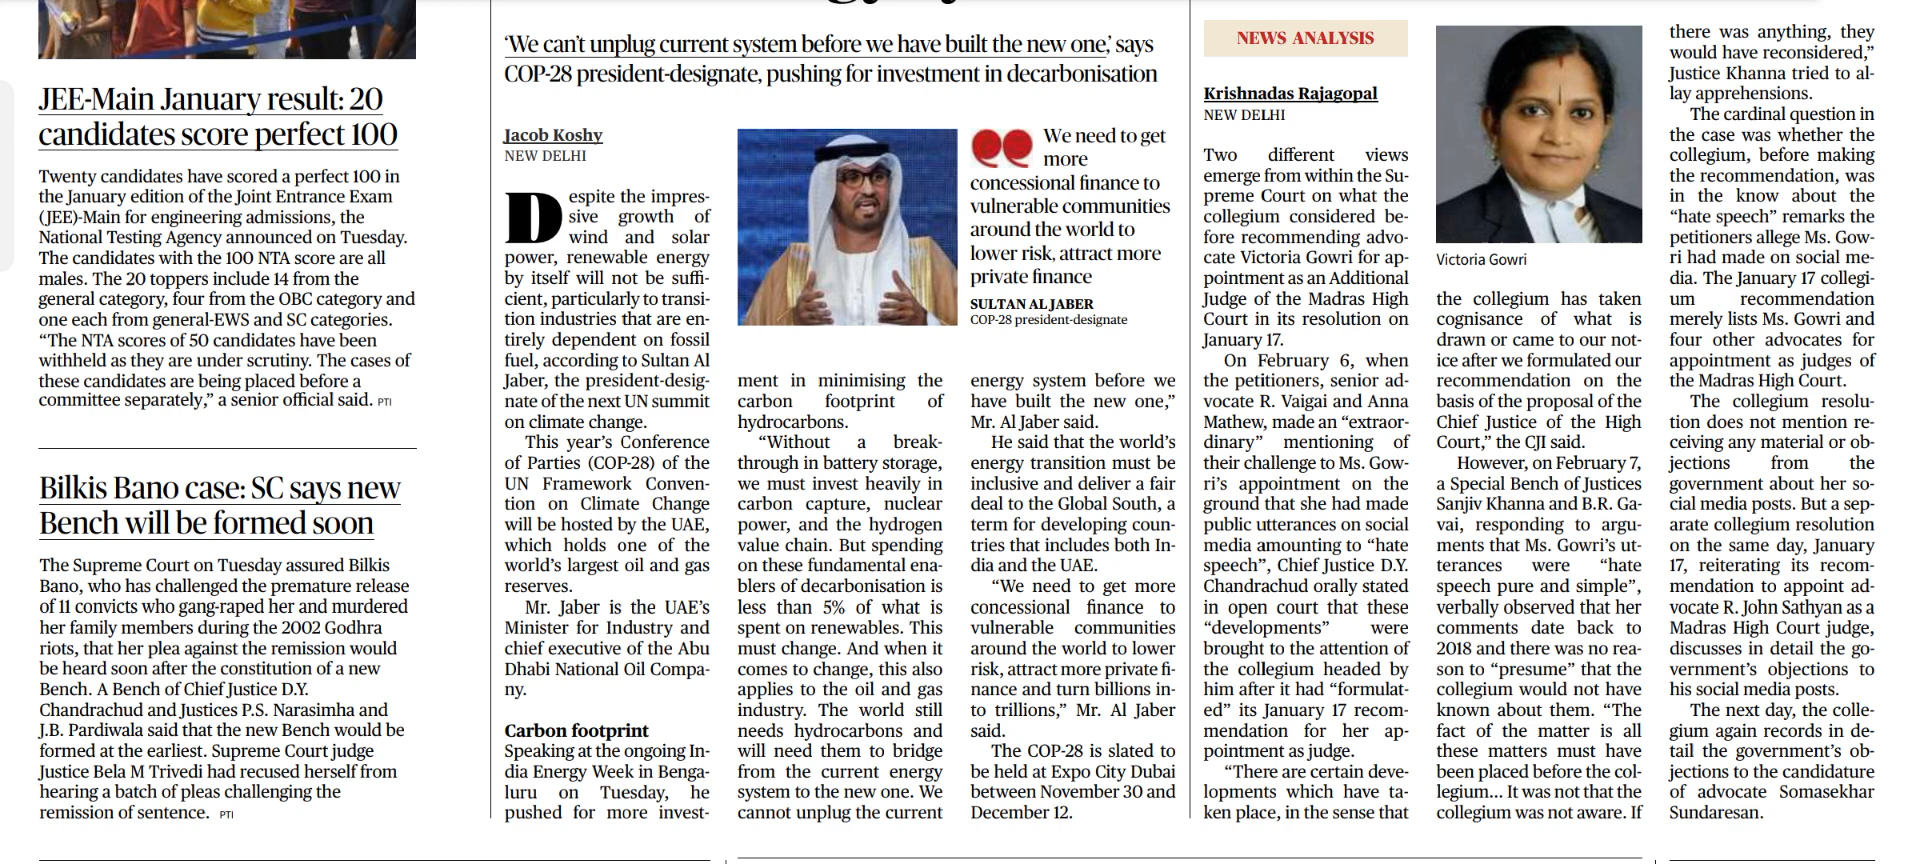 JEE-Main January result: 20
candidates score perfect 100
Twenty candidates have scored a perfect 100 in
the January edition of the Joint Entrance Exam
(JEE)-Main for engineering admissions, the
National Testing Agency announced on Tuesday.
The candidates with the 100 NTA score are all
males. The 20 toppers include 14 from the
general category, four from the OBC category and
one each from general-EWS and SC categories.
“The NTA scores of 50 candidates have been
withheld as they are under scrutiny. The cases of
these candidates are being placed before a
committee separately,” a senior official said. PTI
Bilkis Bano case: SC says new
Bench will be formed soon
The Supreme Court on Tuesday assured Bilkis
Bano, who has challenged the premature release
of 11 convicts who gang-raped her and murdered
her family members during the 2002 Godhra
riots, that her plea against the remission would
be heard soon after the constitution of a new
Bench. A Bench of Chief Justice D.Y.
Chandrachud and Justices P.S. Narasimha and
J.B. Pardiwala said that the new Bench would be
formed at the earliest. Supreme Court judge
Justice Bela M Trivedi had recused herself from
hearing a batch of pleas challenging the
remission of sentence. PTI
‘We can’t unplug current system before we have built the new one,’ says
COP-28 president-designate, pushing for investment in decarbonisation
Jacob Koshy
NEW DELHI
Despite the impres-
sive growth of
wind and solar
power, renewable energy
by itself will not be suffi-
cient, particularly to transi-
tion industries that are en-
tirely dependent on fossil
fuel, according to Sultan Al
Jaber, the president-desig-
nate of the next UN summit
on climate change.
This year’s Conference
of Parties (COP-28) of the
UN Framework Conven-
tion on Climate Change
will be hosted by the UAE,
which holds one of the
world’s largest oil and gas
reserves.
Mr. Jaber is the UAE’s
Minister for Industry and
chief executive of the Abu
Dhabi National Oil Compa-
ny.
Carbon footprint
Speaking at the ongoing In-
dia Energy Week in Benga-
luru on Tuesday, he
pushed for more invest-
ment in minimising the
carbon footprint of
hydrocarbons.
“Without a break-
through in battery storage,
we must invest heavily in
carbon capture, nuclear
power, and the hydrogen
value chain. But spending
on these fundamental ena-
blers of decarbonisation is
less than 5% of what is
spent on renewables. This
must change. And when it
comes to change, this also
applies to the oil and gas
industry. The world still
needs hydrocarbons and
will need them to bridge
from the current energy
system to the new one. We
cannot unplug the current
We need to get
more
concessional finance to
vulnerable communities
around the world to
lower risk, attract more
private finance
SULTAN AL JABER
COP-28 president-designate
energy system before we
have built the new one,”
Mr. Al Jaber said.
He said that the world’s
energy transition must be
inclusive and deliver a fair
deal to the Global South, a
term for developing coun-
tries that includes both In-
dia and the UAE.
“We need to get more
concessional finance to
vulnerable communities
around the world to lower
risk, attract more private fi-
nance and turn billions in-
to trillions,” Mr. Al Jaber
said.
The COP-28 is slated to
be held at Expo City Dubai
between November 30 and
December 12.
NEWS ANALYSIS
Krishnadas Rajagopal
NEW DELHI
Two different views
emerge from within the Su-
preme Court on what the
collegium considered be-
fore recommending advo-
cate Victoria Gowri for ap-
pointment as an Additional
Judge of the Madras High
Court in its resolution on
January 17.
On February 6, when
the petitioners, senior ad-
vocate R. Vaigai and Anna
Mathew, made an “extraor-
dinary” mentioning of
their challenge to Ms. Gow-
ri’s appointment on the
ground that she had made
public utterances on social
media amounting to “hate
speech”, Chief Justice D.Y.
Chandrachud orally stated
in open court that these
“developments” were
brought to the attention of
the collegium headed by
him after it had “formulat-
ed” its January 17 recom-
mendation for her ap-
pointment as judge.
“There are certain deve-
lopments which have ta-
ken place, in the sense that
Victoria Gowri
the collegium has taken
cognisance of what is
drawn or came to our not-
ice after we formulated our
recommendation on the
basis of the proposal of the
Chief Justice of the High
Court,” the CJI said.
However, on February 7,
a Special Bench of Justices
Sanjiv Khanna and B.R. Ga-
vai, responding to argu-
ments that Ms. Gowri’s ut-
terances were “hate
speech pure and simple”,
verbally observed that her
comments date back to
2018 and there was no rea-
son to “presume” that the
collegium would not have
known about them. “The
fact of the matter is all
these matters must have
been placed before the col-
legium... It was not that the
collegium was not aware. If
there was anything, they
would have reconsidered,”
Justice Khanna tried to al-
lay apprehensions.
The cardinal question in
the case was whether the
collegium, before making
the recommendation, was
in the know about the
“hate speech” remarks the
petitioners allege Ms. Gow-
ri had made on social me-
dia. The January 17 collegi-
um recommendation
merely lists Ms. Gowri and
four other advocates for
appointment as judges of
the Madras High Court.
The collegium resolu-
tion does not mention re-
ceiving any material or ob-
jections from the
government about her so-
cial media posts. But a sep-
arate collegium resolution
on the same day, January
17, reiterating its recom-
mendation to appoint ad-
vocate R. John Sathyan as a
Madras High Court judge,
discusses in detail the go-
vernment’s objections to
his social media posts.
The next day, the colle-
gium again records in de-
tail the government’s ob-
jections to the candidature
of advocate Somasekhar
Sundaresan.